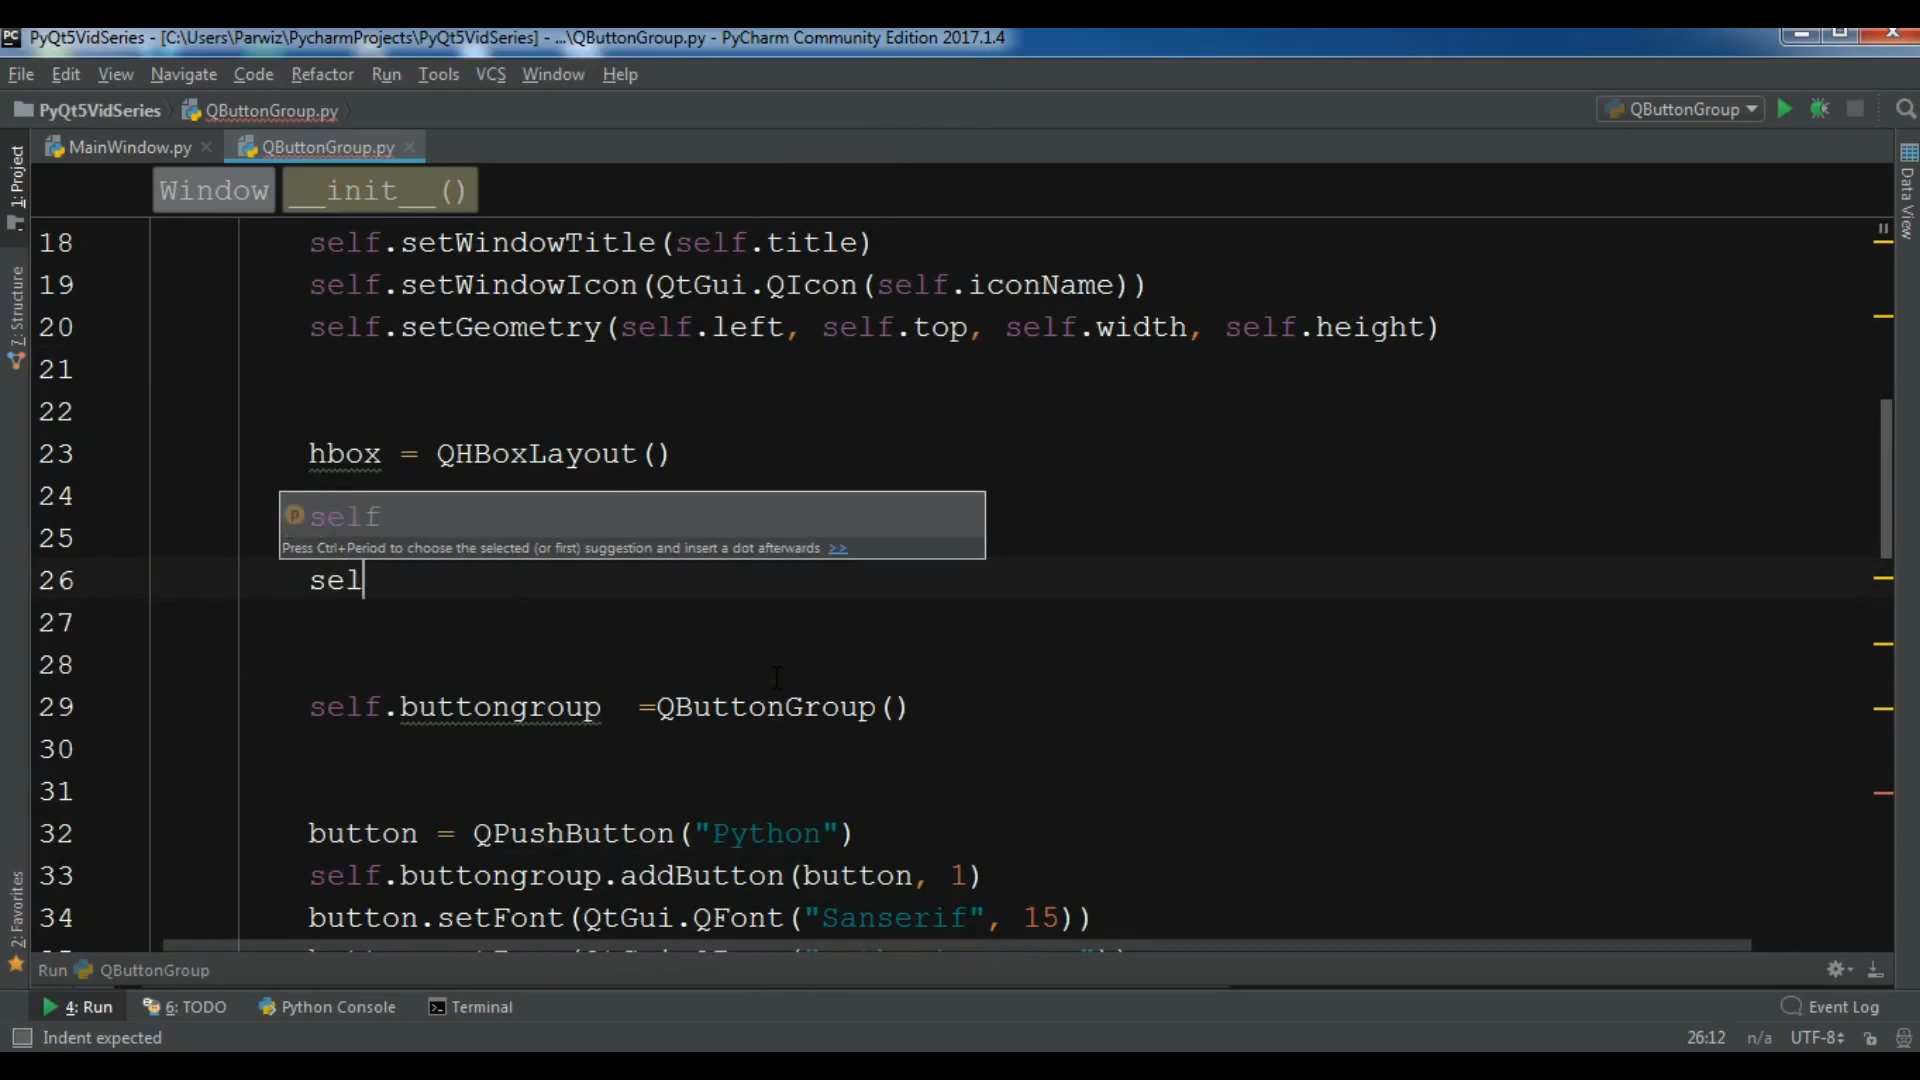 PC PyQt5VidSeries - [C:\Users\Parwiz\PycharmProjects\PyQt5VidSeries] - ...\QButtonGroup.py - PyCharm Community Edition 2017.1.4
File Edit View Navigate Code Refactor Run Tools VCS Window Help
PyQt5VidSeries QButtonGroup.py QButtonGroup
MainWindow.py QButtonGroup.py
1: Project
7: Structure
2: Favorites
Data View
Window __init__()
18 self.setWindowTitle(self.title)
19 self.setWindowIcon(QtGui.QIcon(self.iconName))
20 self.setGeometry(self.left, self.top, self.width, self.height)
21
22
23 hbox = QHBoxLayout()
24
p self
25
Press Ctrl+Period to choose the selected (or first) suggestion and insert a dot afterwards >>
26 sel
27
28
29 self.buttongroup =QButtonGroup()
30
31
32 button = QPushButton("Python")
33 self.buttongroup.addButton(button, 1)
34 button.setFont(QtGui.QFont("Sanserif", 15))
Run QButtonGroup
4: Run 6: TODO Python Console Terminal Event Log
Indent expected 26:12 n/a UTF-8